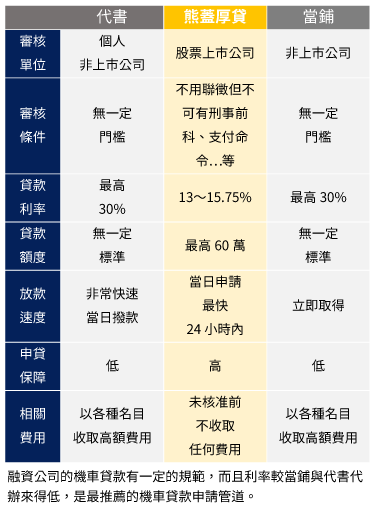 代書 熊蓋厚貸 當鋪
審核單位 個人非上市公司 股票上市公司 非上市公司
審核條件 無一定門檻 不用聯徵但不可有刑事前科、支付命令…等 無一定門檻
貸款利率 最高30% 13～15.75% 最高 30%
貸款額度 無一定標準 最高 60 萬 無一定標準
放款速度 非常快速當日撥款 當日申請最快24 小時內 立即取得
申貸保障 低 高 低
相關費用 以各種名目收取高額費用 未核准前不收取任何費用 以各種名目收取高額費用
融資公司的機車貸款有一定的規範，而且利率較當鋪與代書代
辦來得低，是最推薦的機車貸款申請管道。